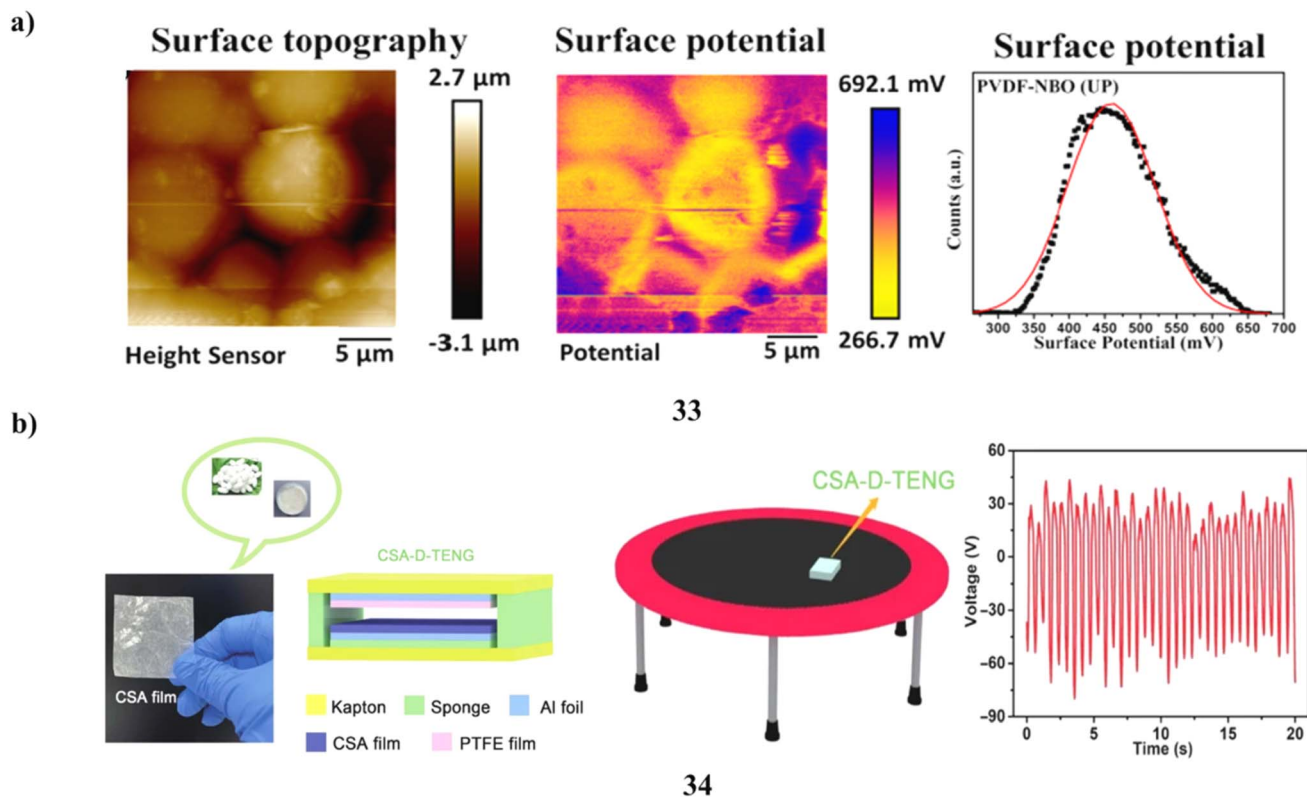 a)
Surface topography
2.7 µm
-3.1 µm
Height Sensor
5 µm
Surface potential
692.1 mV
266.7 mV
Potential
5 µm
Surface potential
PVDF-NBO (UP)
Counts (a.u.)
300 350 400 450 500 550 600 650 700
Surface Potential (mV)
33
b)
CSA film
CSA-D-TENG
Kapton
Sponge
Al foil
CSA film
PTFE film
CSA-D-TENG
Voltage (V)
60
30
0
−30
−60
−90
0 5 10 15 20
Time (s)
34